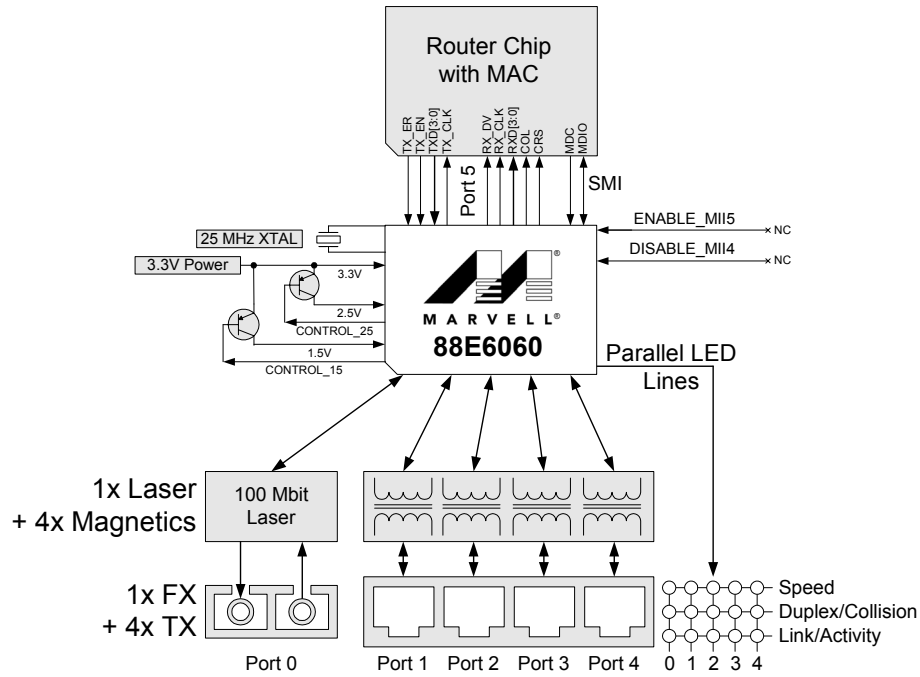 Router Chip
with MAC
TX_ER
TX_EN
TXD[3:0]
TX_CLK
RX_DV
RX_CLK
RXD[3:0]
COL
CRS
MDC
MDIO
Port 5
SMI
ENABLE_MII5
NC
25 MHz XTAL
DISABLE_MII4
NC
3.3V Power
3.3V
2.5V
CONTROL_25
1.5V
CONTROL_15
MARVELL®
88E6060
Parallel LED
Lines
1x Laser
+ 4x Magnetics
100 Mbit
Laser
1x FX
+ 4x TX
Speed
Duplex/Collision
Link/Activity
Port 0
Port 1
Port 2
Port 3
Port 4
0 1 2 3 4